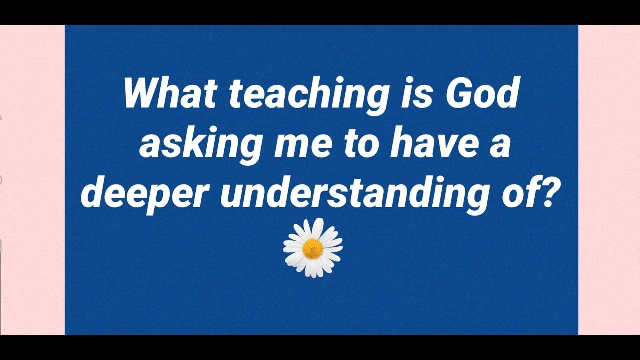 What teaching is God
asking me to have a
deeper understanding of?